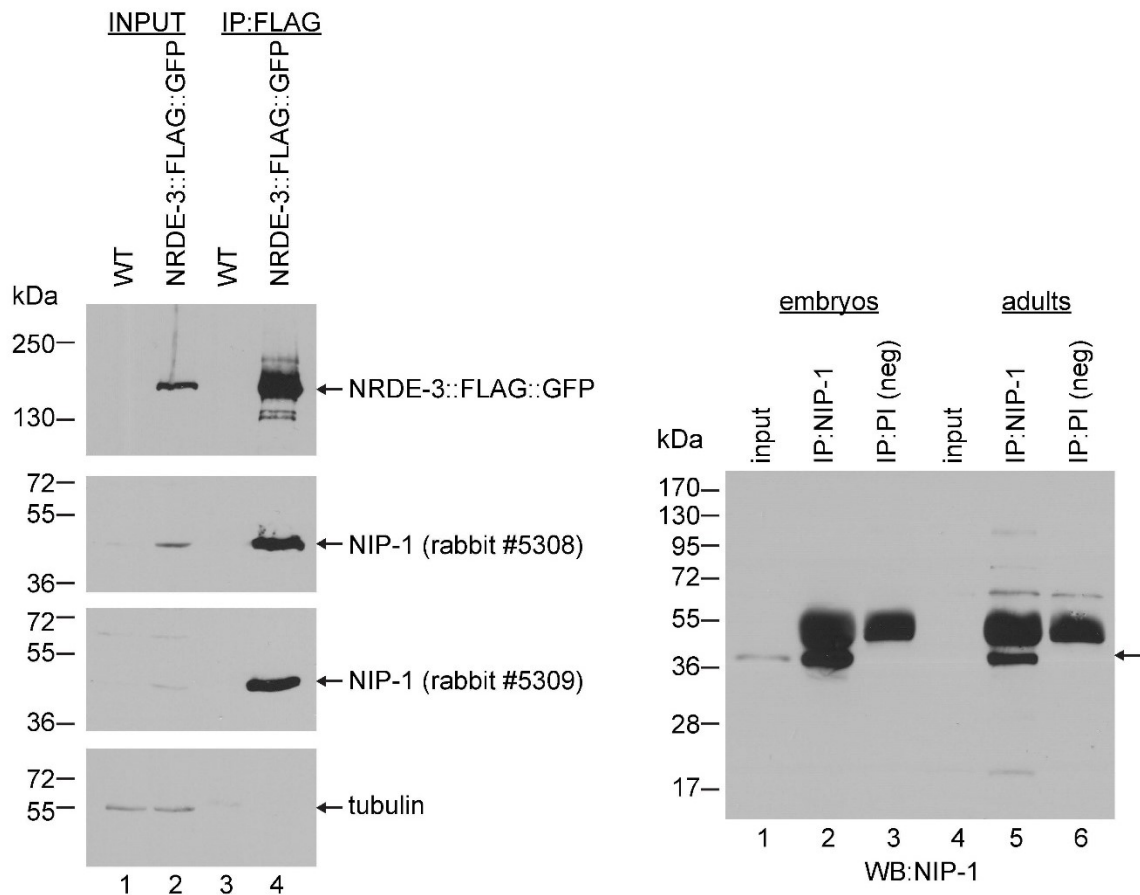 INPUT IP:FLAG
WT
NRDE-3::FLAG::GFP
WT
NRDE-3::FLAG::GFP
kDa
250
130
NRDE-3::FLAG::GFP
72
55
36
NIP-1 (rabbit #5308)
72
55
36
NIP-1 (rabbit #5309)
72
55
tubulin
1 2 3 4
embryos adults
input
IP:NIP-1
IP:PI (neg)
input
IP:NIP-1
IP:PI (neg)
kDa
170
130
95
72
55
36
28
17
1 2 3 4 5 6
WB:NIP-1